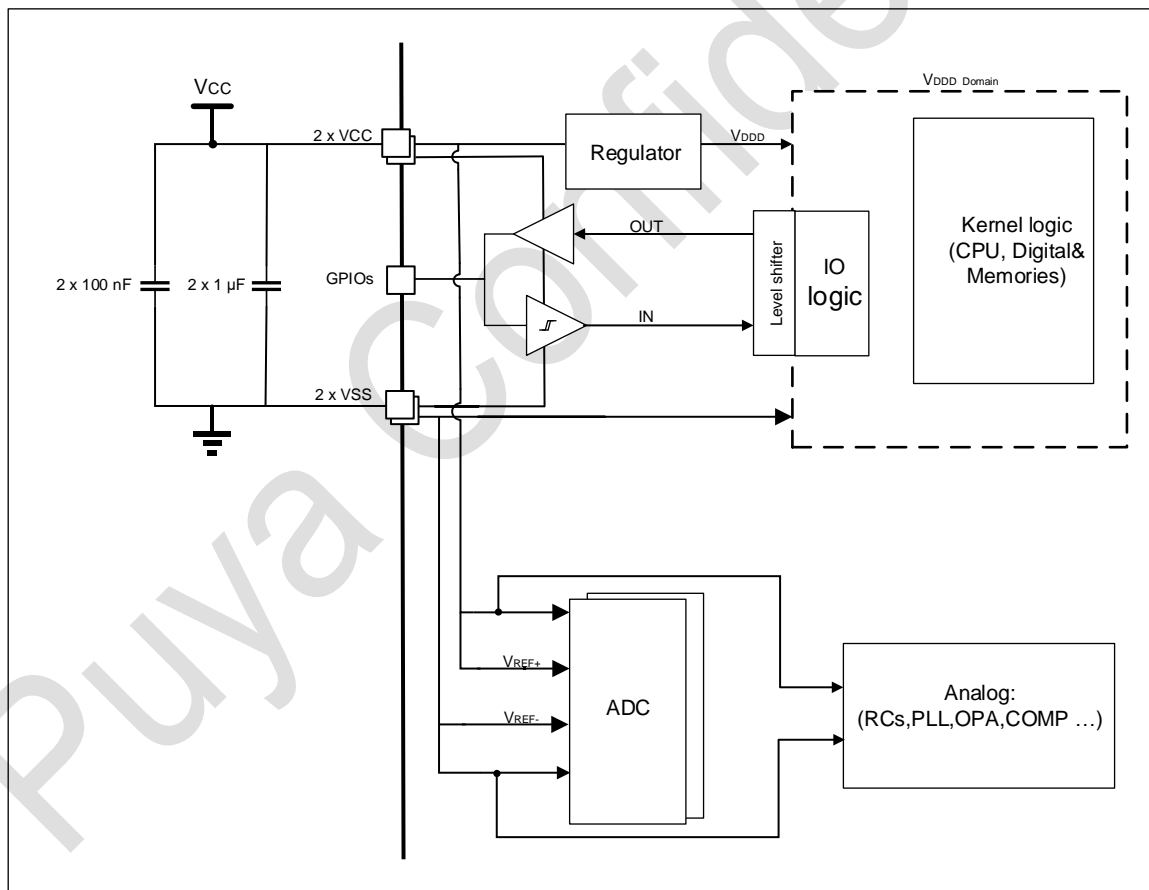 VCC
VDDD Domain
2 x VCC
Regulator
VDDD
OUT
Kernel logic
(CPU, Digital&
Memories)
2 x 100 nF
2 x 1 µF
GPIOs
Level shifter
IO
logic
IN
2 x VSS
VREF+
VREF-
ADC
Analog:
(RCs,PLL,OPA,COMP …)
Puya Confide